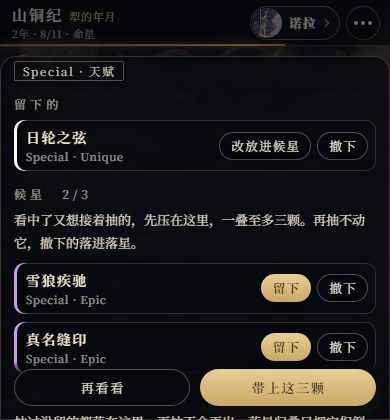 山铜纪 犁的年月
2年 · 8/11 · 命星
诺拉
Special · 天赋
留下的
日轮之弦
Special · Unique
改放进候星
撤下
候星 2/3
看中了又想接着抽的，先压在这里，一叠至多三颗。再抽不动
它，撤下的落进落星。
雪狼疾驰
Special · Epic
留下
撤下
真名缝印
Special · Epic
留下
撤下
再看看
带上这三颗